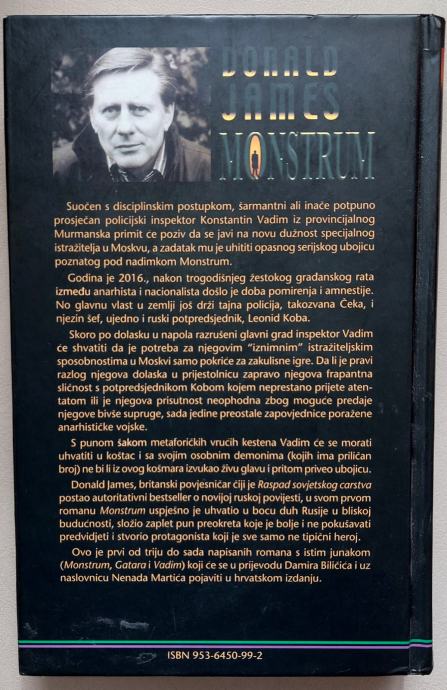 DONALD
JAMES
MONSTRUM
Suočen s disciplinskim postupkom, šarmantni ali inače potpuno
prosječan policijski inspektor Konstantin Vadim iz provincijalnog
Murmanska primit će poziv da se javi na novu dužnost specijalnog
istražitelja u Moskvu, a zadatak mu je uhititi opasnog serijskog ubojicu
poznatog pod nadimkom Monstrum.
Godina je 2016., nakon trogodišnjeg žestokog građanskog rata
između anarhista i nacionalista došlo je doba pomirenja i amnestije.
No glavnu vlast u zemlji još drži tajna policija, takozvana Čeka, i
njezin šef, ujedno i ruski potpredsjednik, Leonid Koba.
Skoro po dolasku u napola razrušeni glavni grad inspektor Vadim
će shvatiti da je potreba za njegovim "iznimnim" istražiteljskim
sposobnostima u Moskvi samo pokriće za zakulisne igre. Da li je pravi
razlog njegova dolaska u prijestolnicu zapravo njegova frapantna
sličnost s potpredsjednikom Kobom kojem neprestano prijete aten-
tatom ili je njegova prisutnost neophodna zbog moguće predaje
njegove bivše supruge, sada jedine preostale zapovjednice poražene
anarhističke vojske.
S punom šakom metaforičkih vrućih kestena Vadim će se morati
uhvatiti u koštac i sa svojim osobnim demonima (kojih ima priličan
broj) ne bi li iz ovog košmara izvukao živu glavu i pritom priveo ubojicu.
Donald James, britanski povjesničar čiji je Raspad sovjetskog carstva
postao autoritativni bestseller o novijoj ruskoj povijesti, u svom prvom
romanu Monstrum uspješno je uhvatio u bocu duh Rusije u bliskoj
budućnosti, složio zaplet pun preokreta koje je bolje i ne pokušavati
predvidjeti i stvorio protagonista koji je sve samo ne tipični heroj.
Ovo je prvi od triju do sada napisanih romana s istim junakom
(Monstrum, Gatara i Vadim) koji će se u prijevodu Damira Biličića i uz
naslovnicu Nenada Martića pojaviti u hrvatskom izdanju.
ISBN 953-6450-99-2